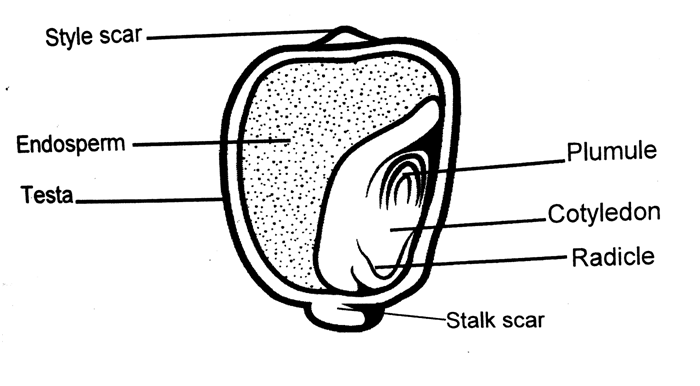 Style scar
Endosperm
Testa
Plumule
Cotyledon
Radicle
Stalk scar